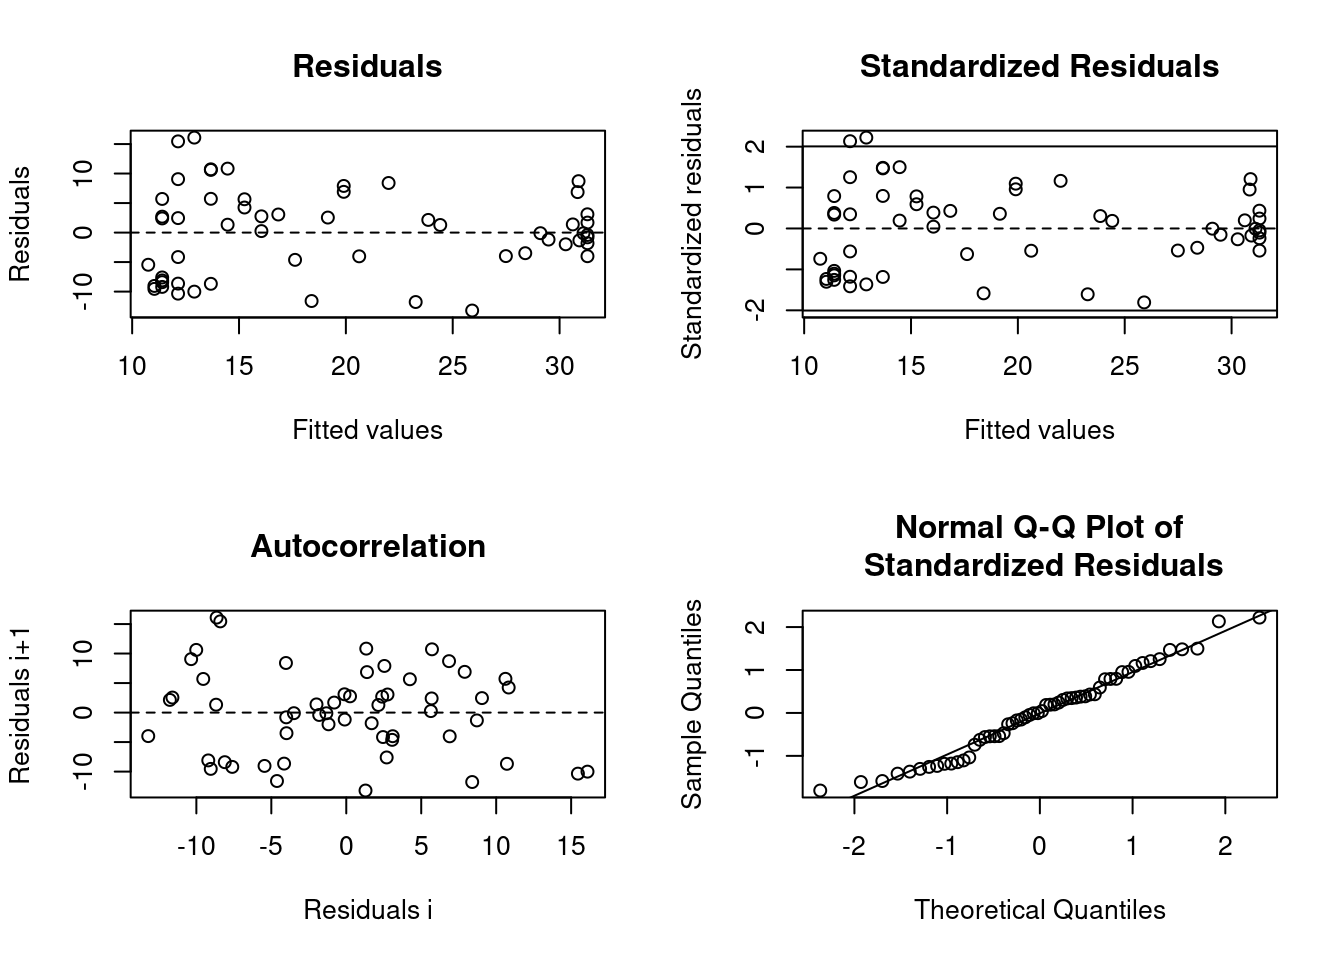 Residuals
Residuals
10
0
-10
10 15 20 25 30
Fitted values
Standardized Residuals
Standardized residuals
2
1
0
-2
10 15 20 25 30
Fitted values
Autocorrelation
Residuals i+1
10
0
-10
-10 -5 0 5 10 15
Residuals i
Normal Q-Q Plot of
Standardized Residuals
Sample Quantiles
2
1
0
-1
-2 -1 0 1 2
Theoretical Quantiles